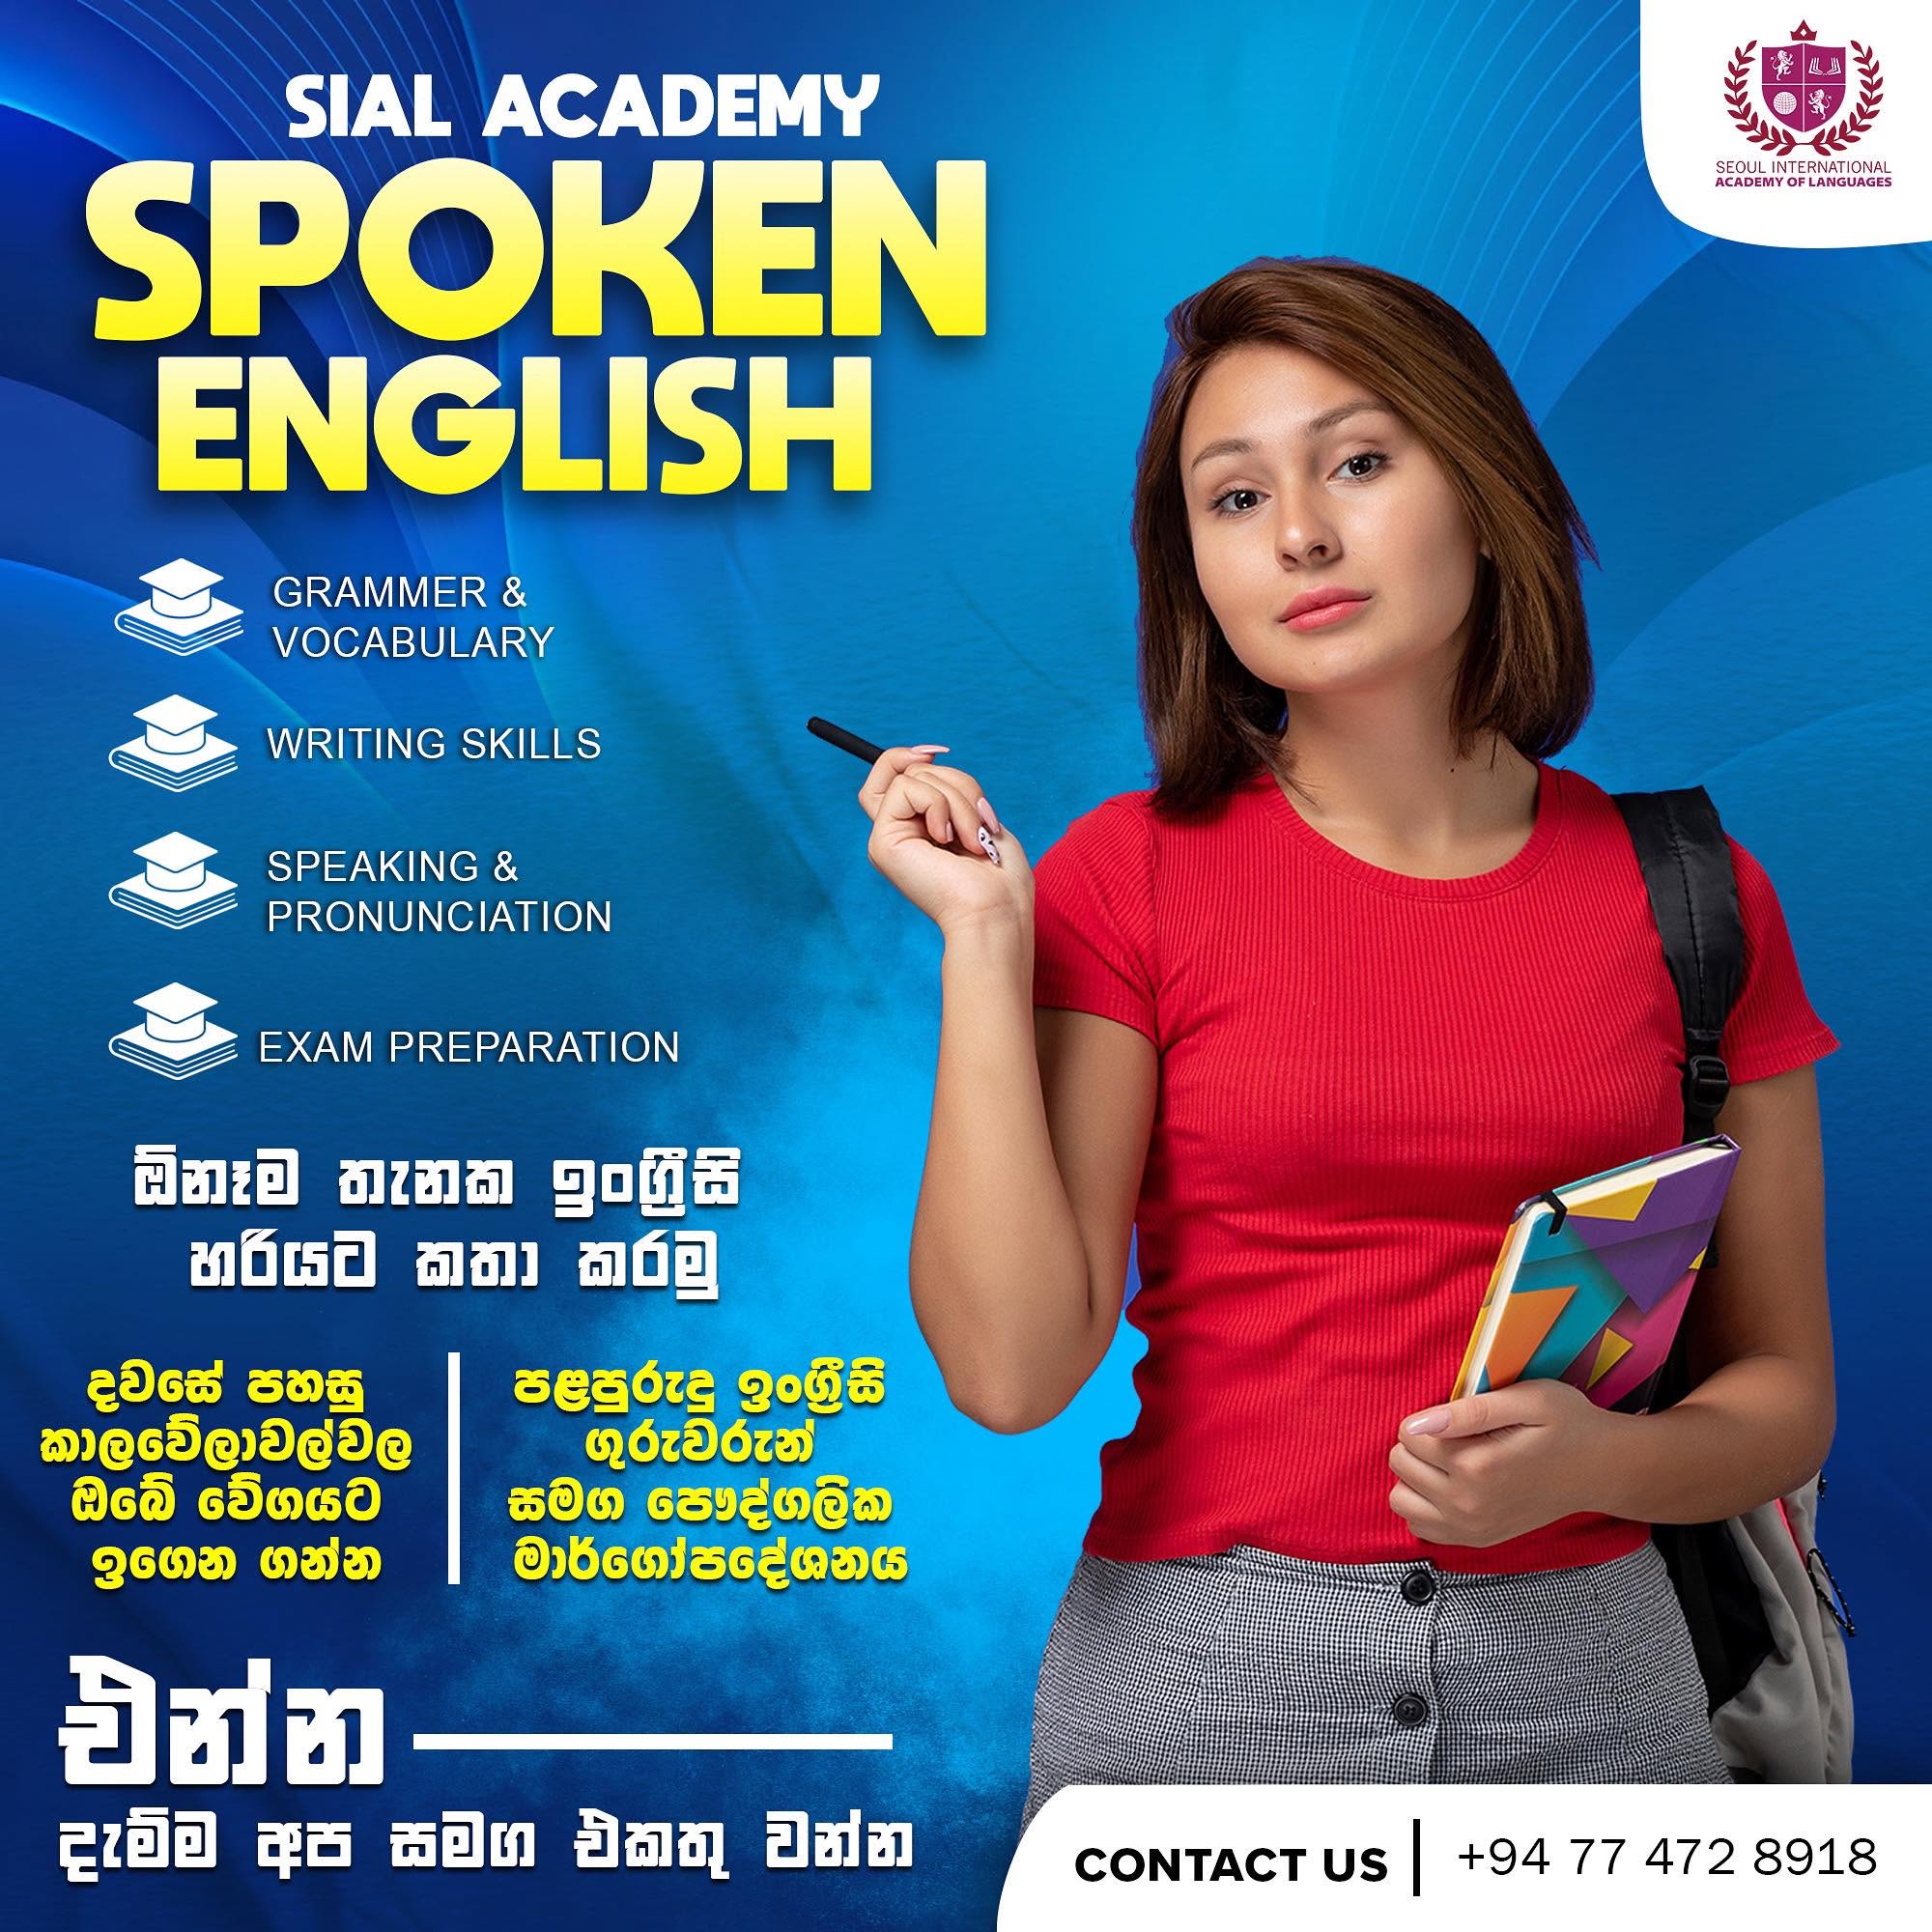 SIAL ACADEMY
SPOKEN
ENGLISH
SEOUL INTERNATIONAL
ACADEMY OF LANGUAGES
GRAMMER &
VOCABULARY
WRITING SKILLS
SPEAKING &
PRONUNCIATION
EXAM PREPARATION
ඕනෑම තැනක ඉංග්‍රීසි
හරියට කතා කරමු
දවසේ පහසු
කාලවේලාවල්වල
ඔබේ වේගයට
ඉගෙන ගන්න
පළපුරුදු ඉංග්‍රීසි
ගුරුවරුන්
සමග පෞද්ගලික
මාර්ගෝපදේශනය
එන්න
දැම්ම අප සමග එකතු වන්න
CONTACT US | +94 77 472 8918